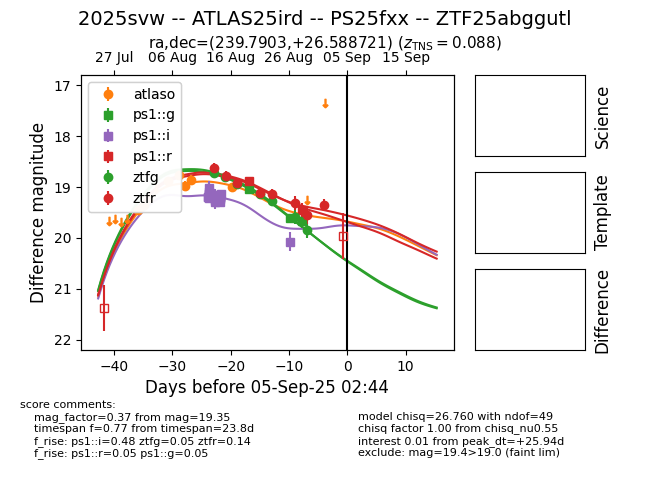 2025svw -- ATLAS25ird -- PS25fxx -- ZTF25abggutl
ra,dec=(239.7903,+26.588721) (zTNS = 0.088)
27 Jul 06 Aug 16 Aug 26 Aug 05 Sep 15 Sep
atlaso
ps1::g
ps1::i
ps1::r
ztfg
ztfr
17
18
19
20
21
22
Difference magnitude
−40 −30 −20 −10 0 10
Days before 05-Sep-25 02:44
Science
Template
Difference
score comments:
mag_factor=0.37 from mag=19.35
timespan f=0.77 from timespan=23.8d
f_rise: ps1::i=0.48 ztfg=0.05 ztfr=0.14
f_rise: ps1::r=0.05 ps1::g=0.05
model chisq=26.760 with ndof=49
chisq factor 1.00 from chisq_nu0.55
interest 0.01 from peak_dt=+25.94d
exclude: mag=19.4>19.0 (faint lim)